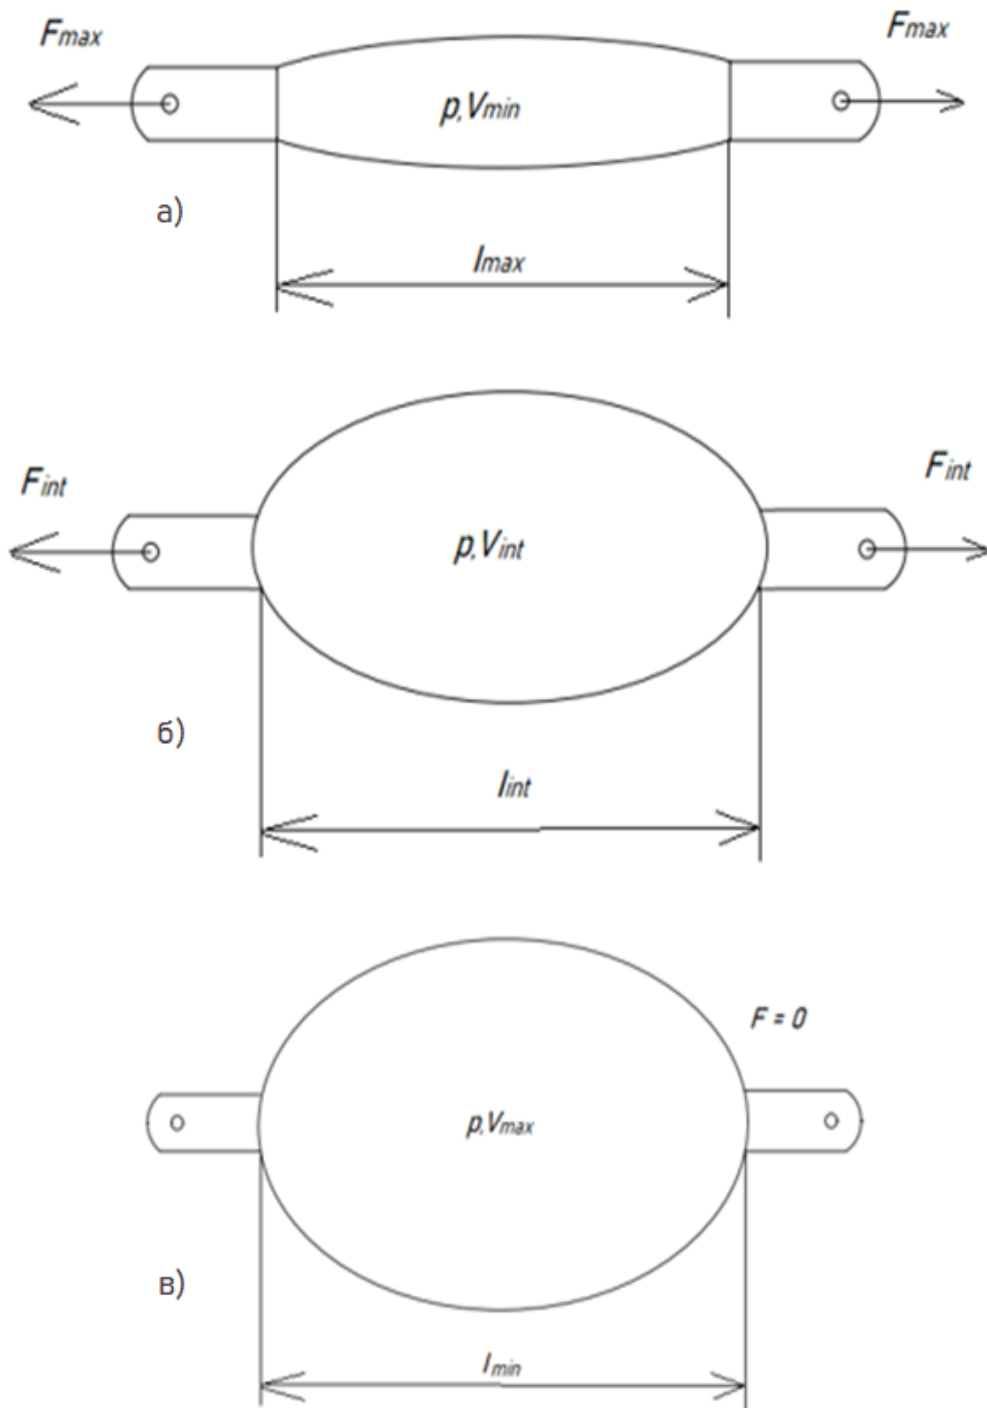 Fmax
Fmax
p,Vmin
а)
lmax
Fint
Fint
p,Vint
б)
lint
F = 0
p,Vmax
в)
lmin